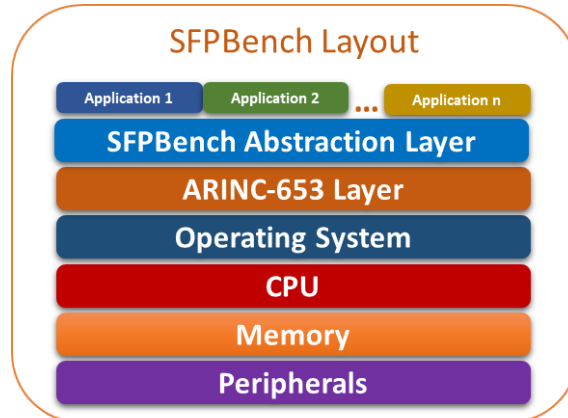 SFPBench Layout
Application 1 Application 2 ... Application n
SFPBench Abstraction Layer
ARINC-653 Layer
Operating System
CPU
Memory
Peripherals